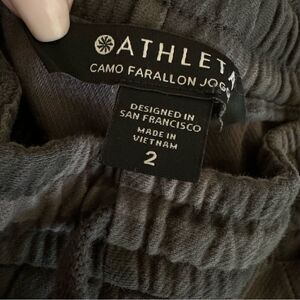 ATHLETA
CAMO FARALLON JOG
DESIGNED IN
SAN FRANCISCO
MADE IN
VIETNAM
2